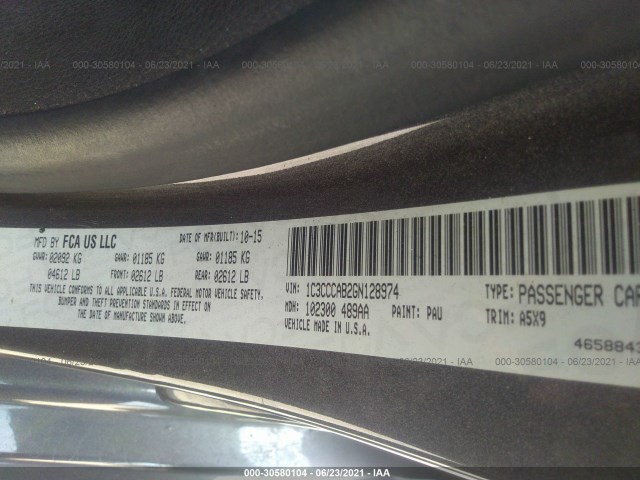 000-30580104 - 06/23/2021 - IAA
MFD BY FCA US LLC DATE OF MFR(BUILT): 10-15
GVWR: 02092 KG GAWR: 01185 KG GAWR: 01185 KG
04612 LB FRONT: 02612 LB REAR: 02612 LB
THIS VEHICLE CONFORMS TO ALL APPLICABLE U.S.A. FEDERAL MOTOR VEHICLE SAFETY,
BUMPER AND THEFT PREVENTION STANDARDS IN EFFECT ON
THE DATE OF MANUFACTURE SHOWN ABOVE.
VIN: 1C3CCCAB2GN128974 TYPE: PASSENGER CAR
MDH: 102300 489AA PAINT: PAU TRIM: A5X9
VEHICLE MADE IN U.S.A.
4658843
000-30580104 - 06/23/2021 - IAA